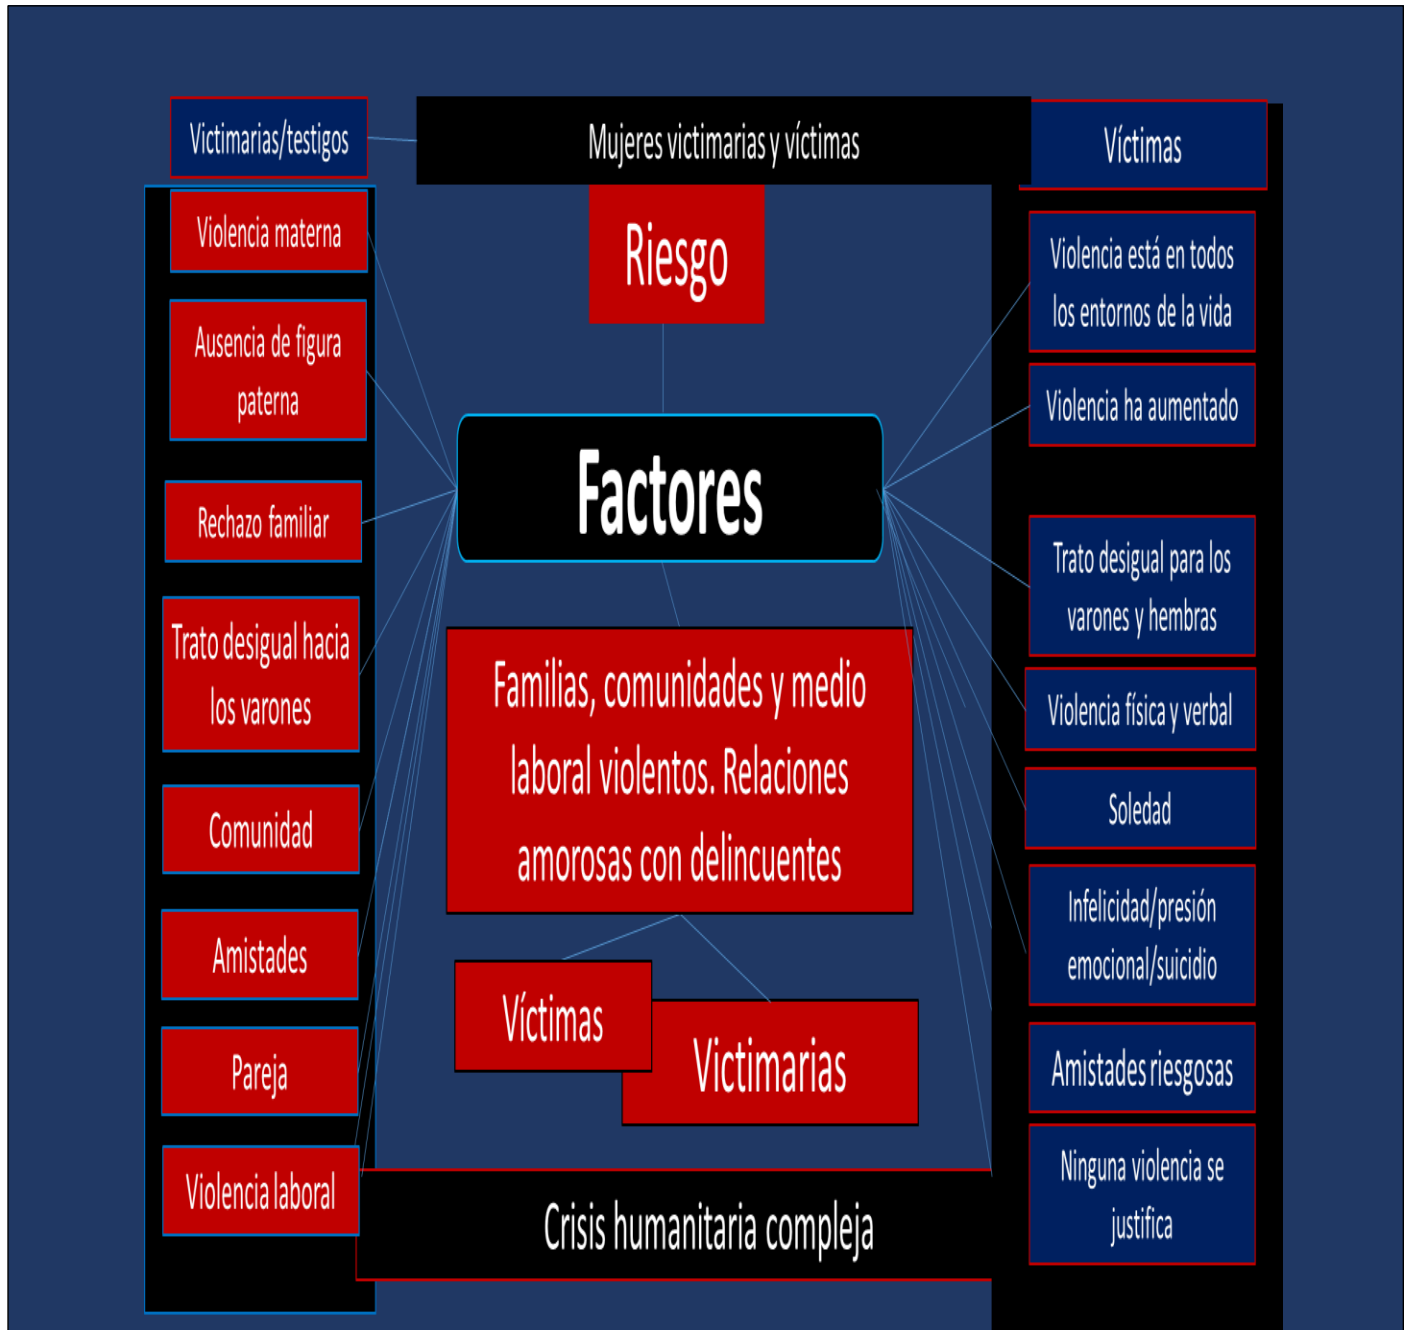 Victimarias/testigos
Mujeres victimarias y víctimas
Víctimas
Riesgo
Violencia materna
Ausencia de figura
paterna
Rechazo familiar
Trato desigual hacia
los varones
Comunidad
Amistades
Pareja
Violencia laboral
Factores
Familias, comunidades y medio
laboral violentos. Relaciones
amorosas con delincuentes
Víctimas
Victimarias
Crisis humanitaria compleja
Violencia está en todos
los entornos de la vida
Violencia ha aumentado
Trato desigual para los
varones y hembras
Violencia física y verbal
Soledad
Infelicidad/presión
emocional/suicidio
Amistades riesgosas
Ninguna violencia se
justifica